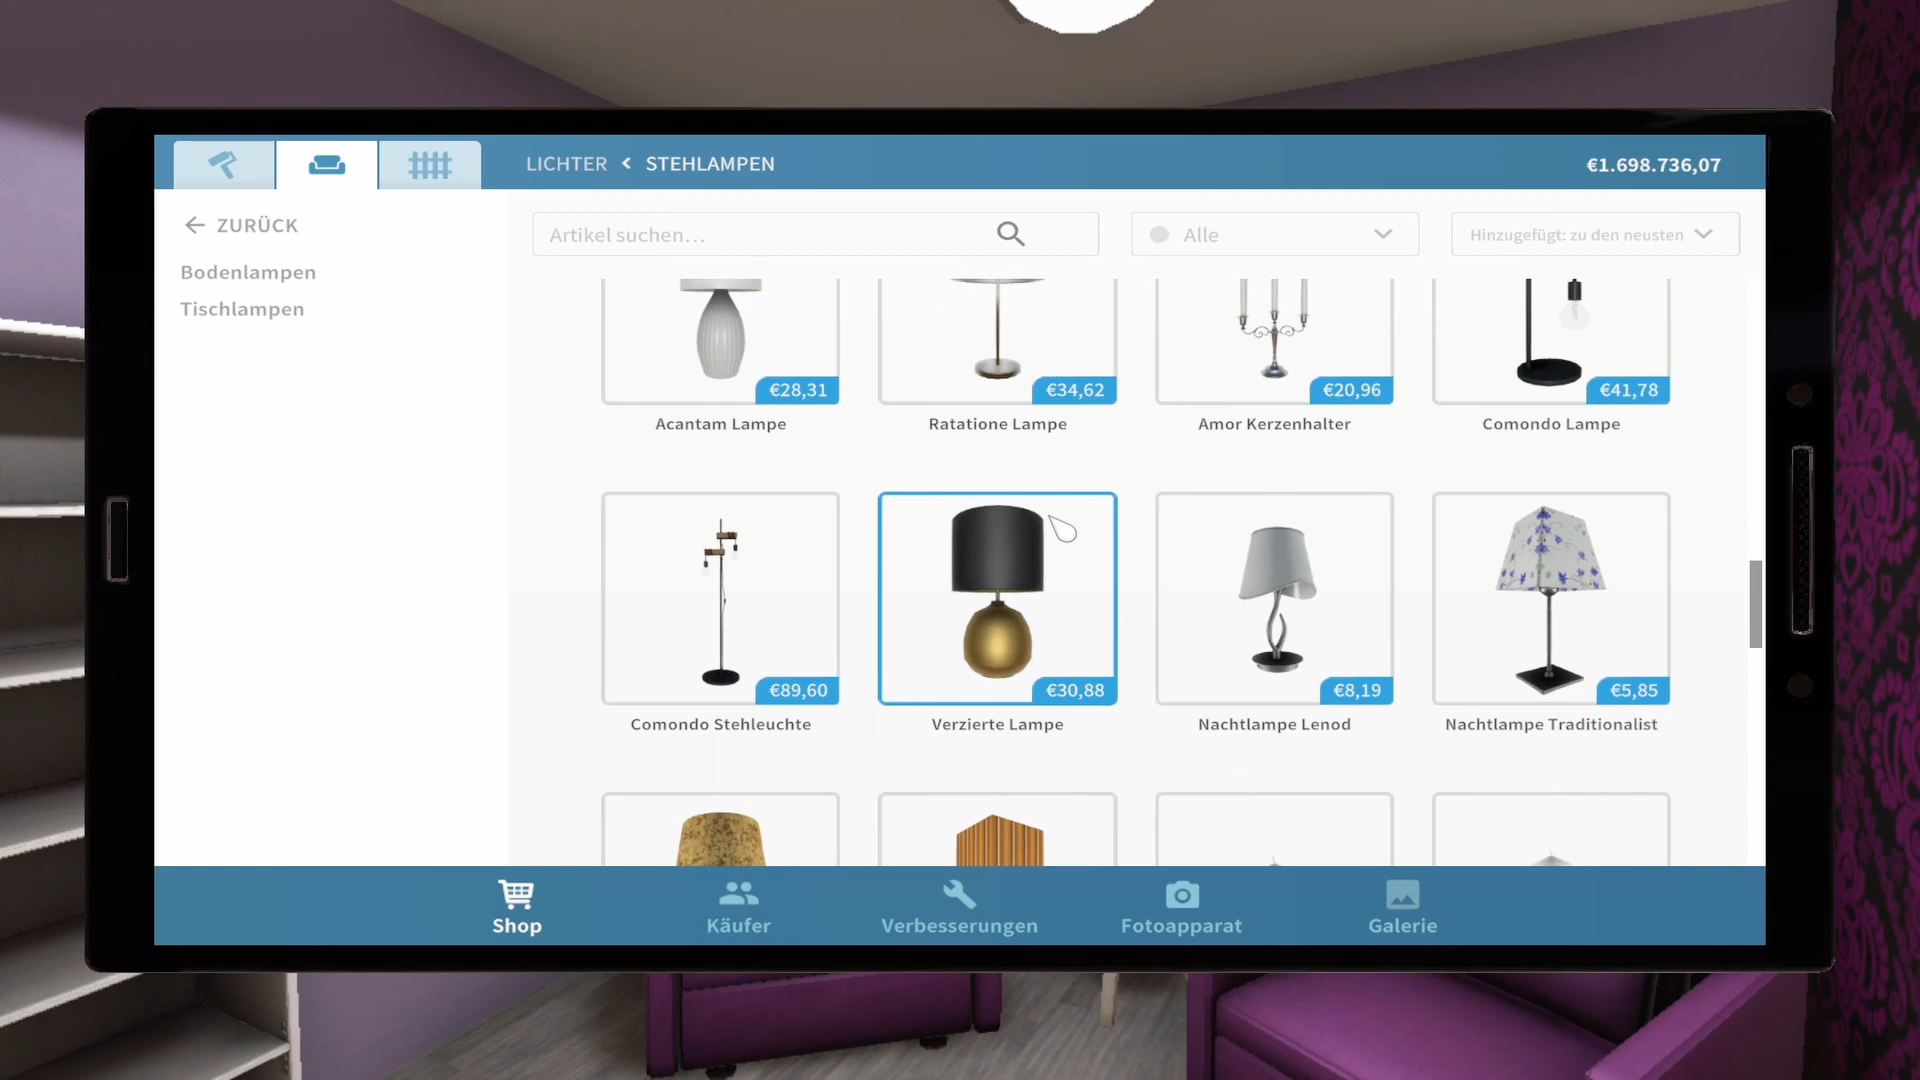 LICHTER < STEHLAMPEN
€1.698.736,07
ZURÜCK
Bodenlampen
Tischlampen
Artikel suchen...
Alle
Hinzugefügt: zu den neusten
€28,31
€34,62
€20,96
€41,78
Acantam Lampe
Ratatione Lampe
Amor Kerzenhalter
Comondo Lampe
€89,60
€30,88
€8,19
€5,85
Comondo Stehleuchte
Verzierte Lampe
Nachtlampe Lenod
Nachtlampe Traditionalist
Shop
Käufer
Verbesserungen
Fotoapparat
Galerie